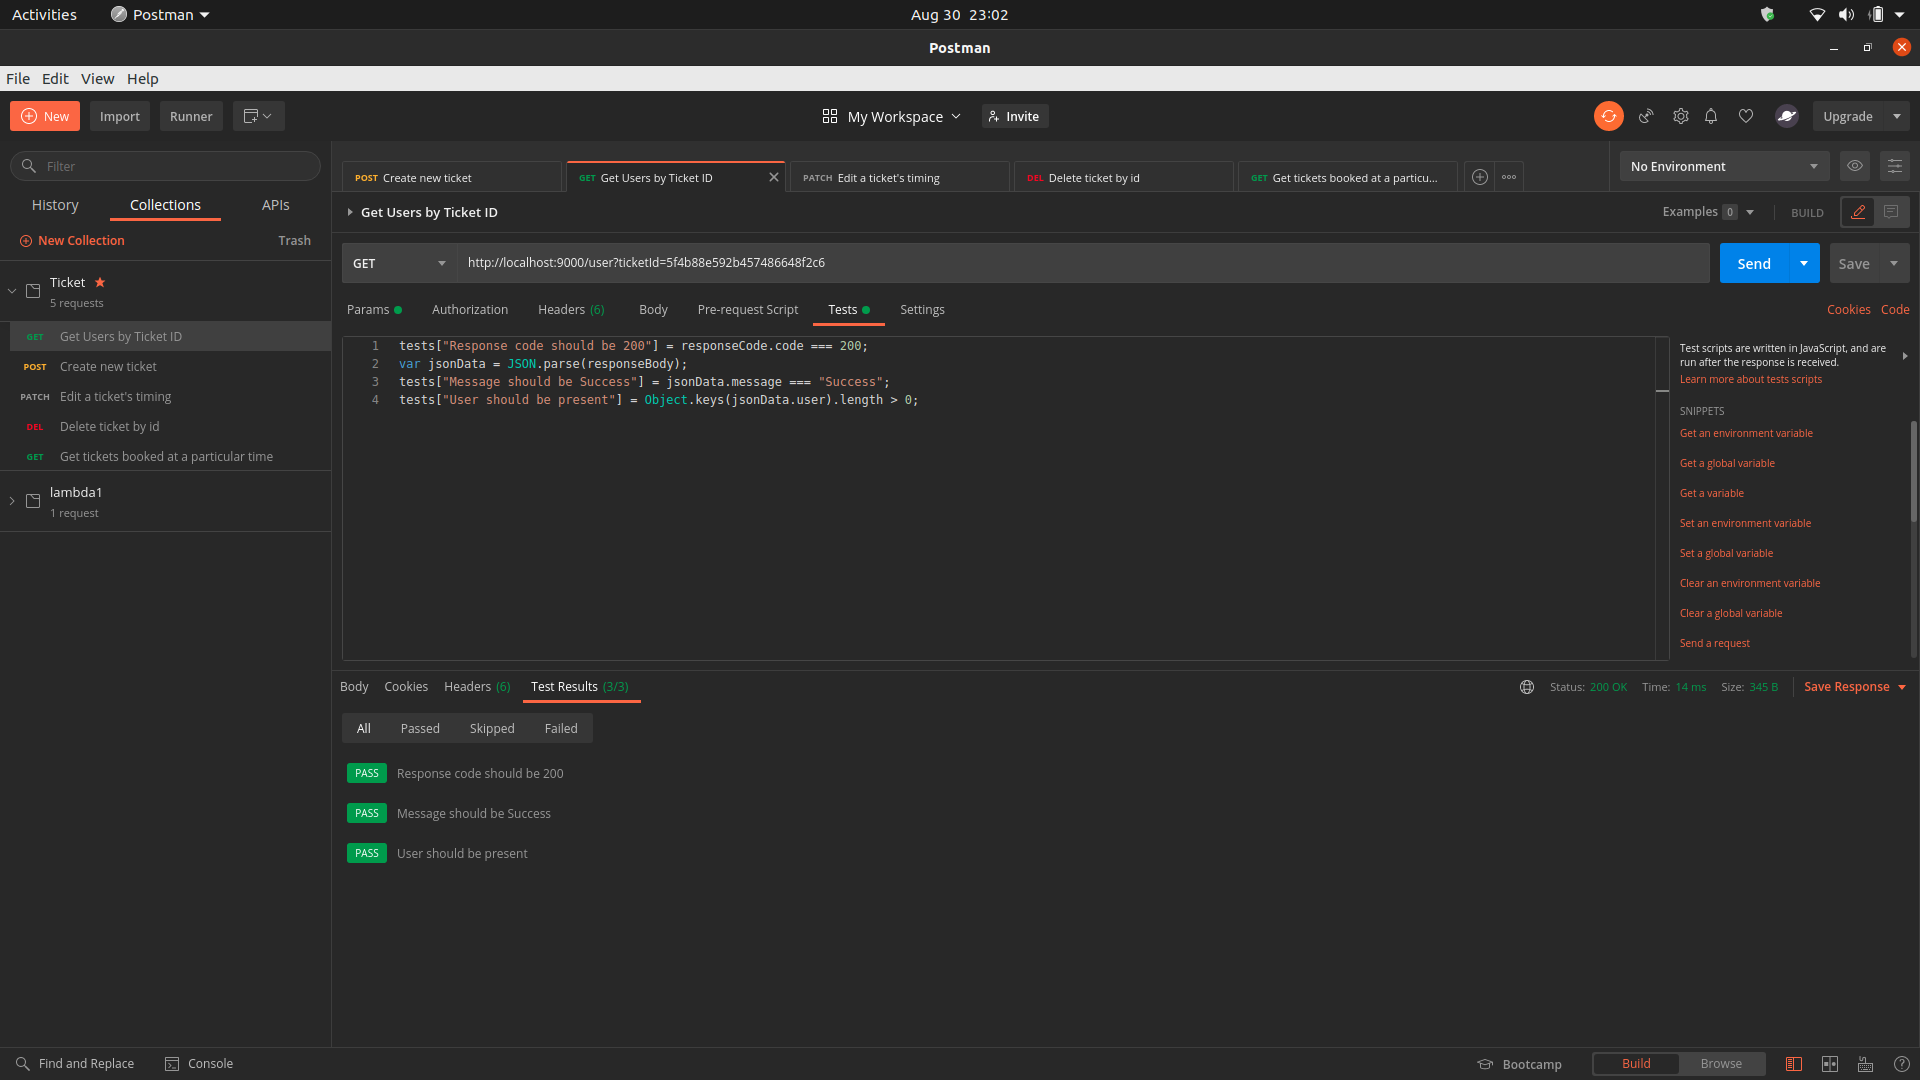 Activities Postman Aug 30 23:02
Postman
File Edit View Help
New Import Runner My Workspace Invite Upgrade
Filter
History Collections APIs
New Collection Trash
Ticket
5 requests
GET Get Users by Ticket ID
POST Create new ticket
PATCH Edit a ticket's timing
DEL Delete ticket by id
GET Get tickets booked at a particular time
lambda1
1 request
POST Create new ticket GET Get Users by Ticket ID PATCH Edit a ticket's timing DEL Delete ticket by id GET Get tickets booked at a particu... No Environment
Get Users by Ticket ID Examples 0 BUILD
GET http://localhost:9000/user?ticketId=5f4b88e592b457486648f2c6 Send Save
Params Authorization Headers (6) Body Pre-request Script Tests Settings Cookies Code
1 tests["Response code should be 200"] = responseCode.code === 200;
2 var jsonData = JSON.parse(responseBody);
3 tests["Message should be Success"] = jsonData.message === "Success";
4 tests["User should be present"] = Object.keys(jsonData.user).length > 0;
Test scripts are written in JavaScript, and are
run after the response is received.
Learn more about tests scripts
SNIPPETS
Get an environment variable
Get a global variable
Get a variable
Set an environment variable
Set a global variable
Clear an environment variable
Clear a global variable
Send a request
Body Cookies Headers (6) Test Results (3/3) Status: 200 OK Time: 14 ms Size: 345 B Save Response
All Passed Skipped Failed
PASS Response code should be 200
PASS Message should be Success
PASS User should be present
Find and Replace Console Bootcamp Build Browse